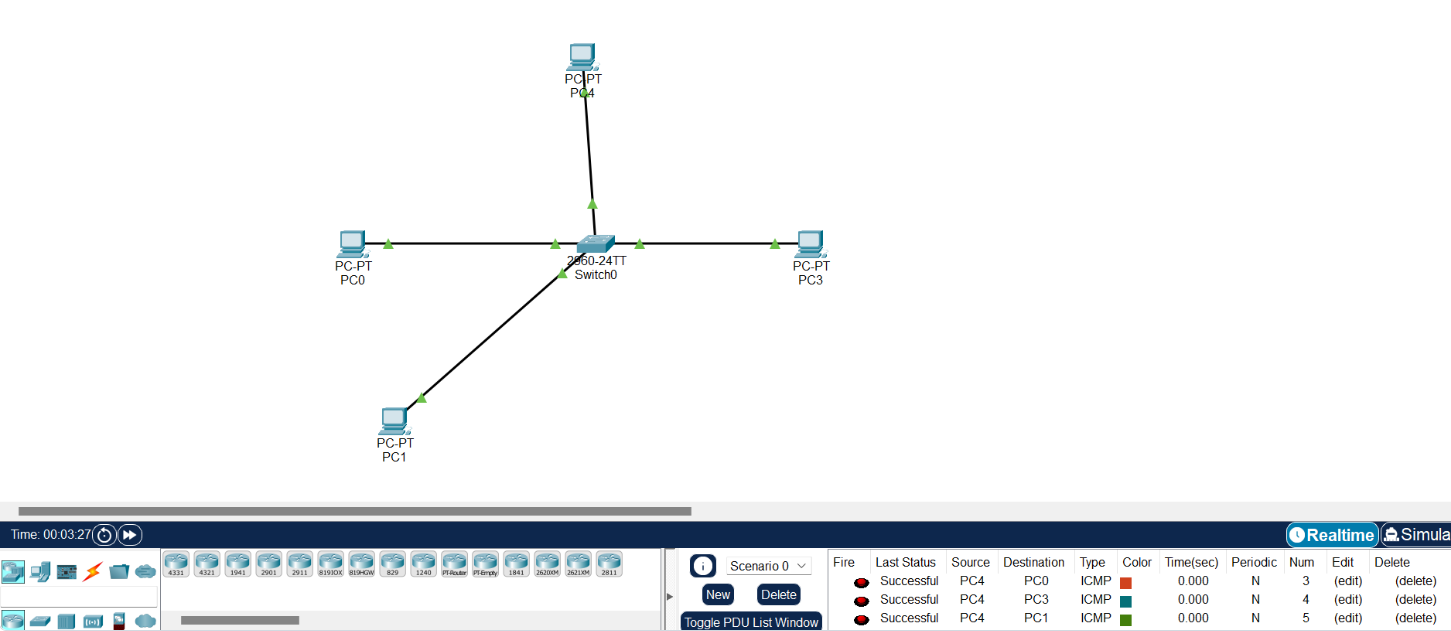 PC-PT
PC4
PC-PT
PC0
2960-24TT
Switch0
PC-PT
PC3
PC-PT
PC1
Time: 00:03:27
Realtime
Simula
4331 4321 1941 2901 2911 819IOX 819HGW 829 1240 PT-Router PT-Empty 1841 2620XM 2621XM 2811
Scenario 0
New Delete
Toggle PDU List Window
Fire Last Status Source Destination Type Color Time(sec) Periodic Num Edit Delete
Successful PC4 PC0 ICMP 0.000 N 3 (edit) (delete)
Successful PC4 PC3 ICMP 0.000 N 4 (edit) (delete)
Successful PC4 PC1 ICMP 0.000 N 5 (edit) (delete)